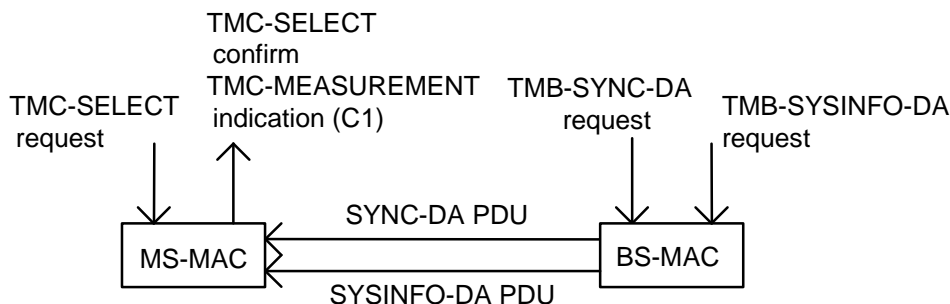 TMC-SELECT
confirm
TMC-MEASUREMENT
indication (C1)
TMC-SELECT
request
TMB-SYNC-DA
request
TMB-SYSINFO-DA
request
SYNC-DA PDU
MS-MAC
BS-MAC
SYSINFO-DA PDU